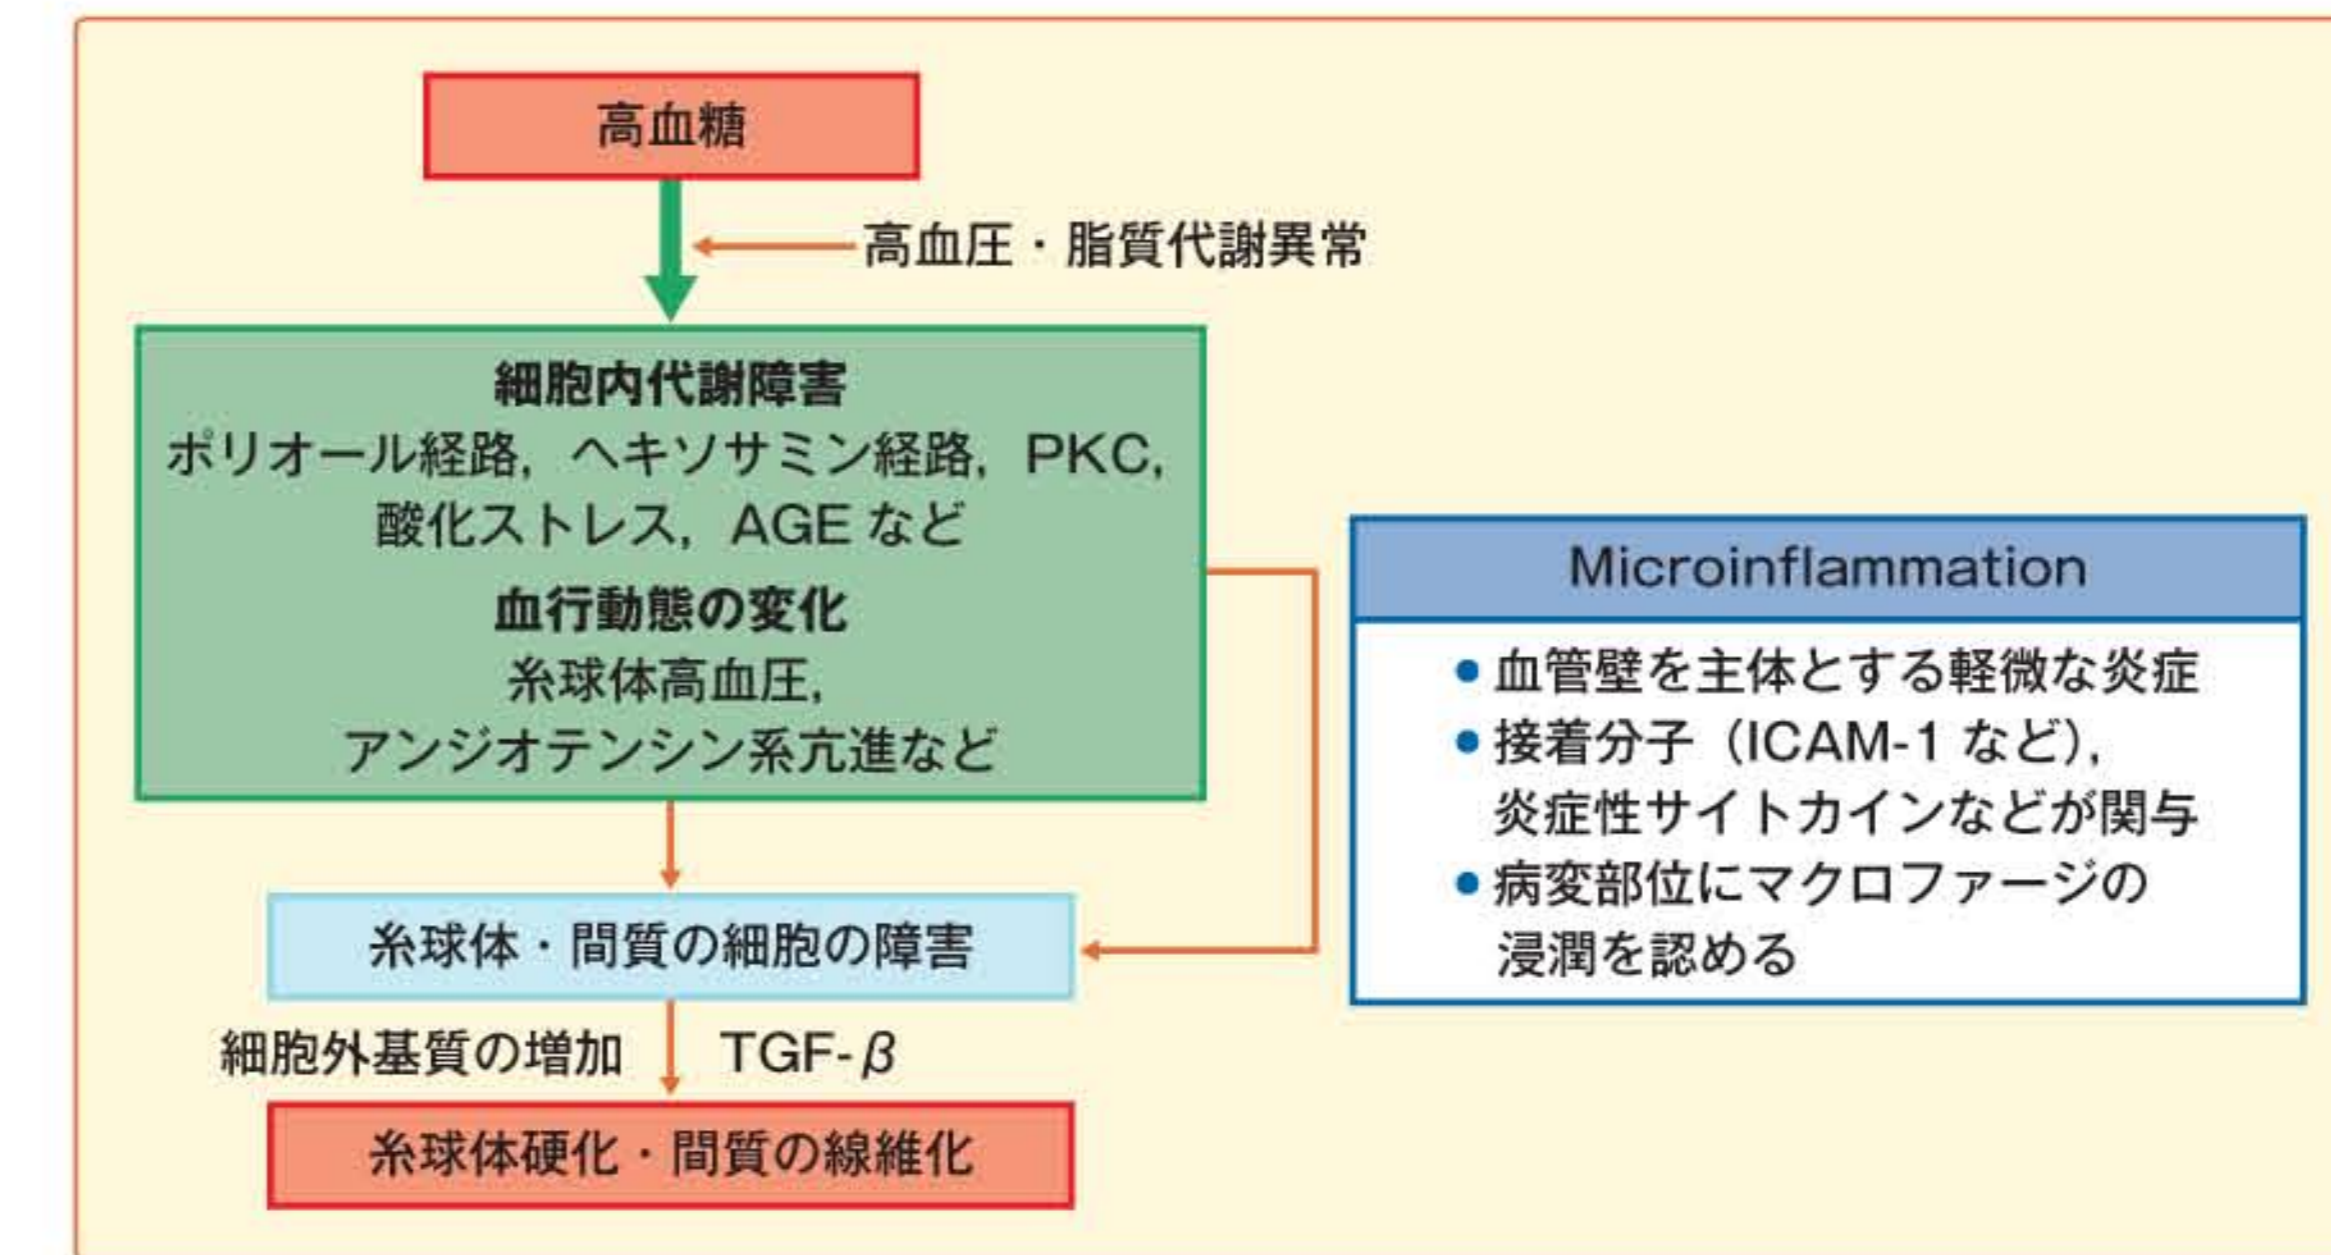 高血糖
高血圧・脂質代謝異常
細胞内代謝障害
ポリオール経路，ヘキソサミン経路，PKC，
酸化ストレス，AGE など
血行動態の変化
糸球体高血圧，
アンジオテンシン系亢進など
Microinflammation
●血管壁を主体とする軽微な炎症
●接着分子（ICAM-1 など），
炎症性サイトカインなどが関与
●病変部位にマクロファージの
浸潤を認める
糸球体・間質の細胞の障害
細胞外基質の増加 TGF-β
糸球体硬化・間質の線維化